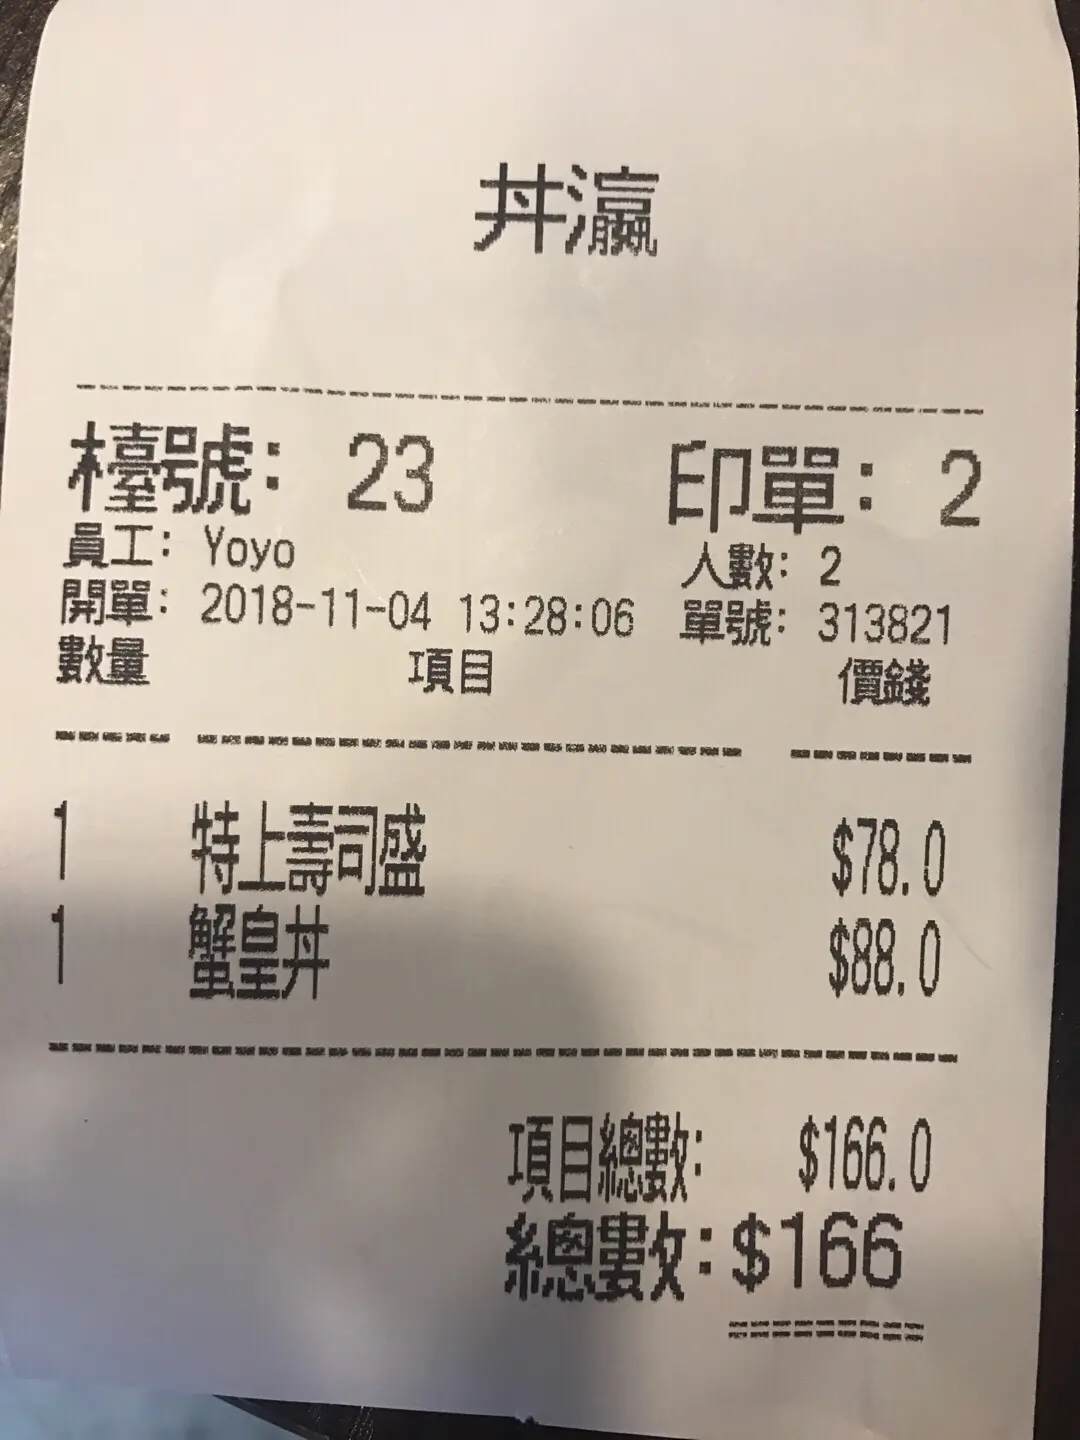 丼瀛
檯號: 23 印單: 2
員工: Yoyo 人數: 2
開單: 2018-11-04 13:28:06 單號: 313821
數量 項目 價錢
1 特上壽司盛 $78.0
1 蟹皇丼 $88.0
項目總數: $166.0
總數: $166